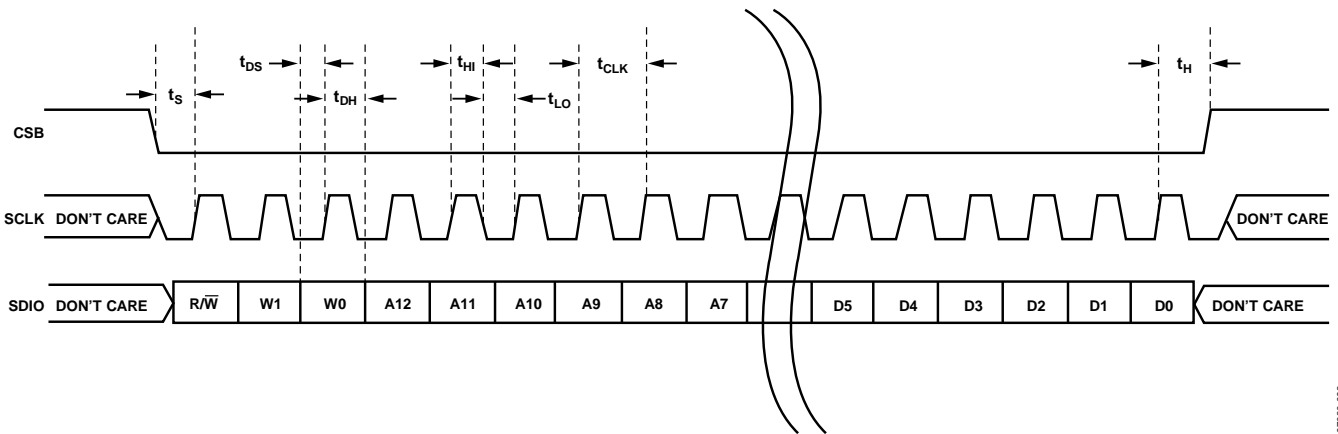 tDS tHI tCLK tH
tS tDH tLO
CSB
SCLK DON'T CARE DON'T CARE
SDIO DON'T CARE R/W̅ W1 W0 A12 A11 A10 A9 A8 A7 D5 D4 D3 D2 D1 D0 DON'T CARE